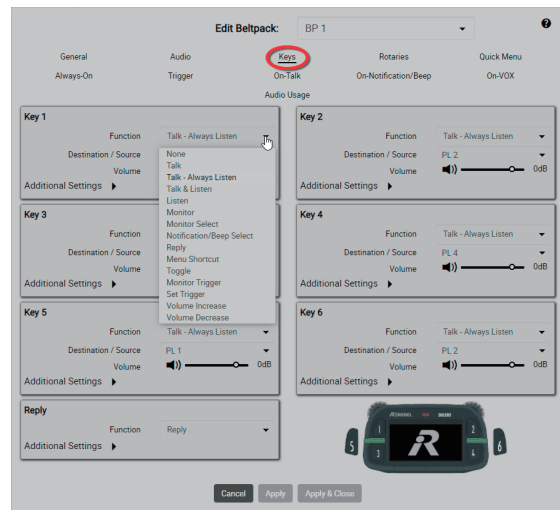 Edit Beltpack: BP 1
General Audio Keys Rotaries Quick Menu
Always-On Trigger On-Talk On-Notification/Beep On-VOX
Audio Usage
Key 1
Function Talk - Always Listen
Destination / Source
Volume
Additional Settings
None
Talk
Talk - Always Listen
Talk & Listen
Listen
Monitor
Monitor Select
Notification/Beep Select
Reply
Menu Shortcut
Toggle
Monitor Trigger
Set Trigger
Volume Increase
Volume Decrease
Key 2
Function Talk - Always Listen
Destination / Source PL 2
Volume 0dB
Additional Settings
Key 3
Function
Destination / Source
Volume
Additional Settings
Key 4
Function Talk - Always Listen
Destination / Source PL 4
Volume 0dB
Additional Settings
Key 5
Function Talk - Always Listen
Destination / Source PL 1
Volume 0dB
Additional Settings
Key 6
Function Talk - Always Listen
Destination / Source PL 2
Volume 0dB
Additional Settings
Reply
Function Reply
Additional Settings
RIEDEL BOLERO
1 2
5 3 4 6
Cancel Apply Apply & Close